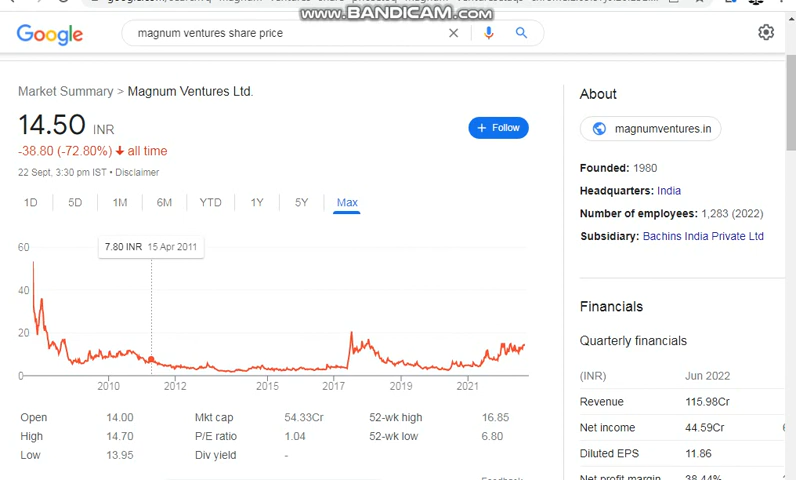 www.BANDICAM.com
Google
magnum ventures share price
Market Summary > Magnum Ventures Ltd.
14.50 INR
-38.80 (-72.80%) all time
22 Sept, 3:30 pm IST • Disclaimer
+ Follow
1D 5D 1M 6M YTD 1Y 5Y Max
7.80 INR 15 Apr 2011
60
40
20
0
2010 2012 2015 2017 2019 2021
Open 14.00 Mkt cap 54.33Cr 52-wk high 16.85
High 14.70 P/E ratio 1.04 52-wk low 6.80
Low 13.95 Div yield -
About
magnumventures.in
Founded: 1980
Headquarters: India
Number of employees: 1,283 (2022)
Subsidiary: Bachins India Private Ltd
Financials
Quarterly financials
(INR) Jun 2022
Revenue 115.98Cr
Net income 44.59Cr
Diluted EPS 11.86
Net profit margin 38.44%